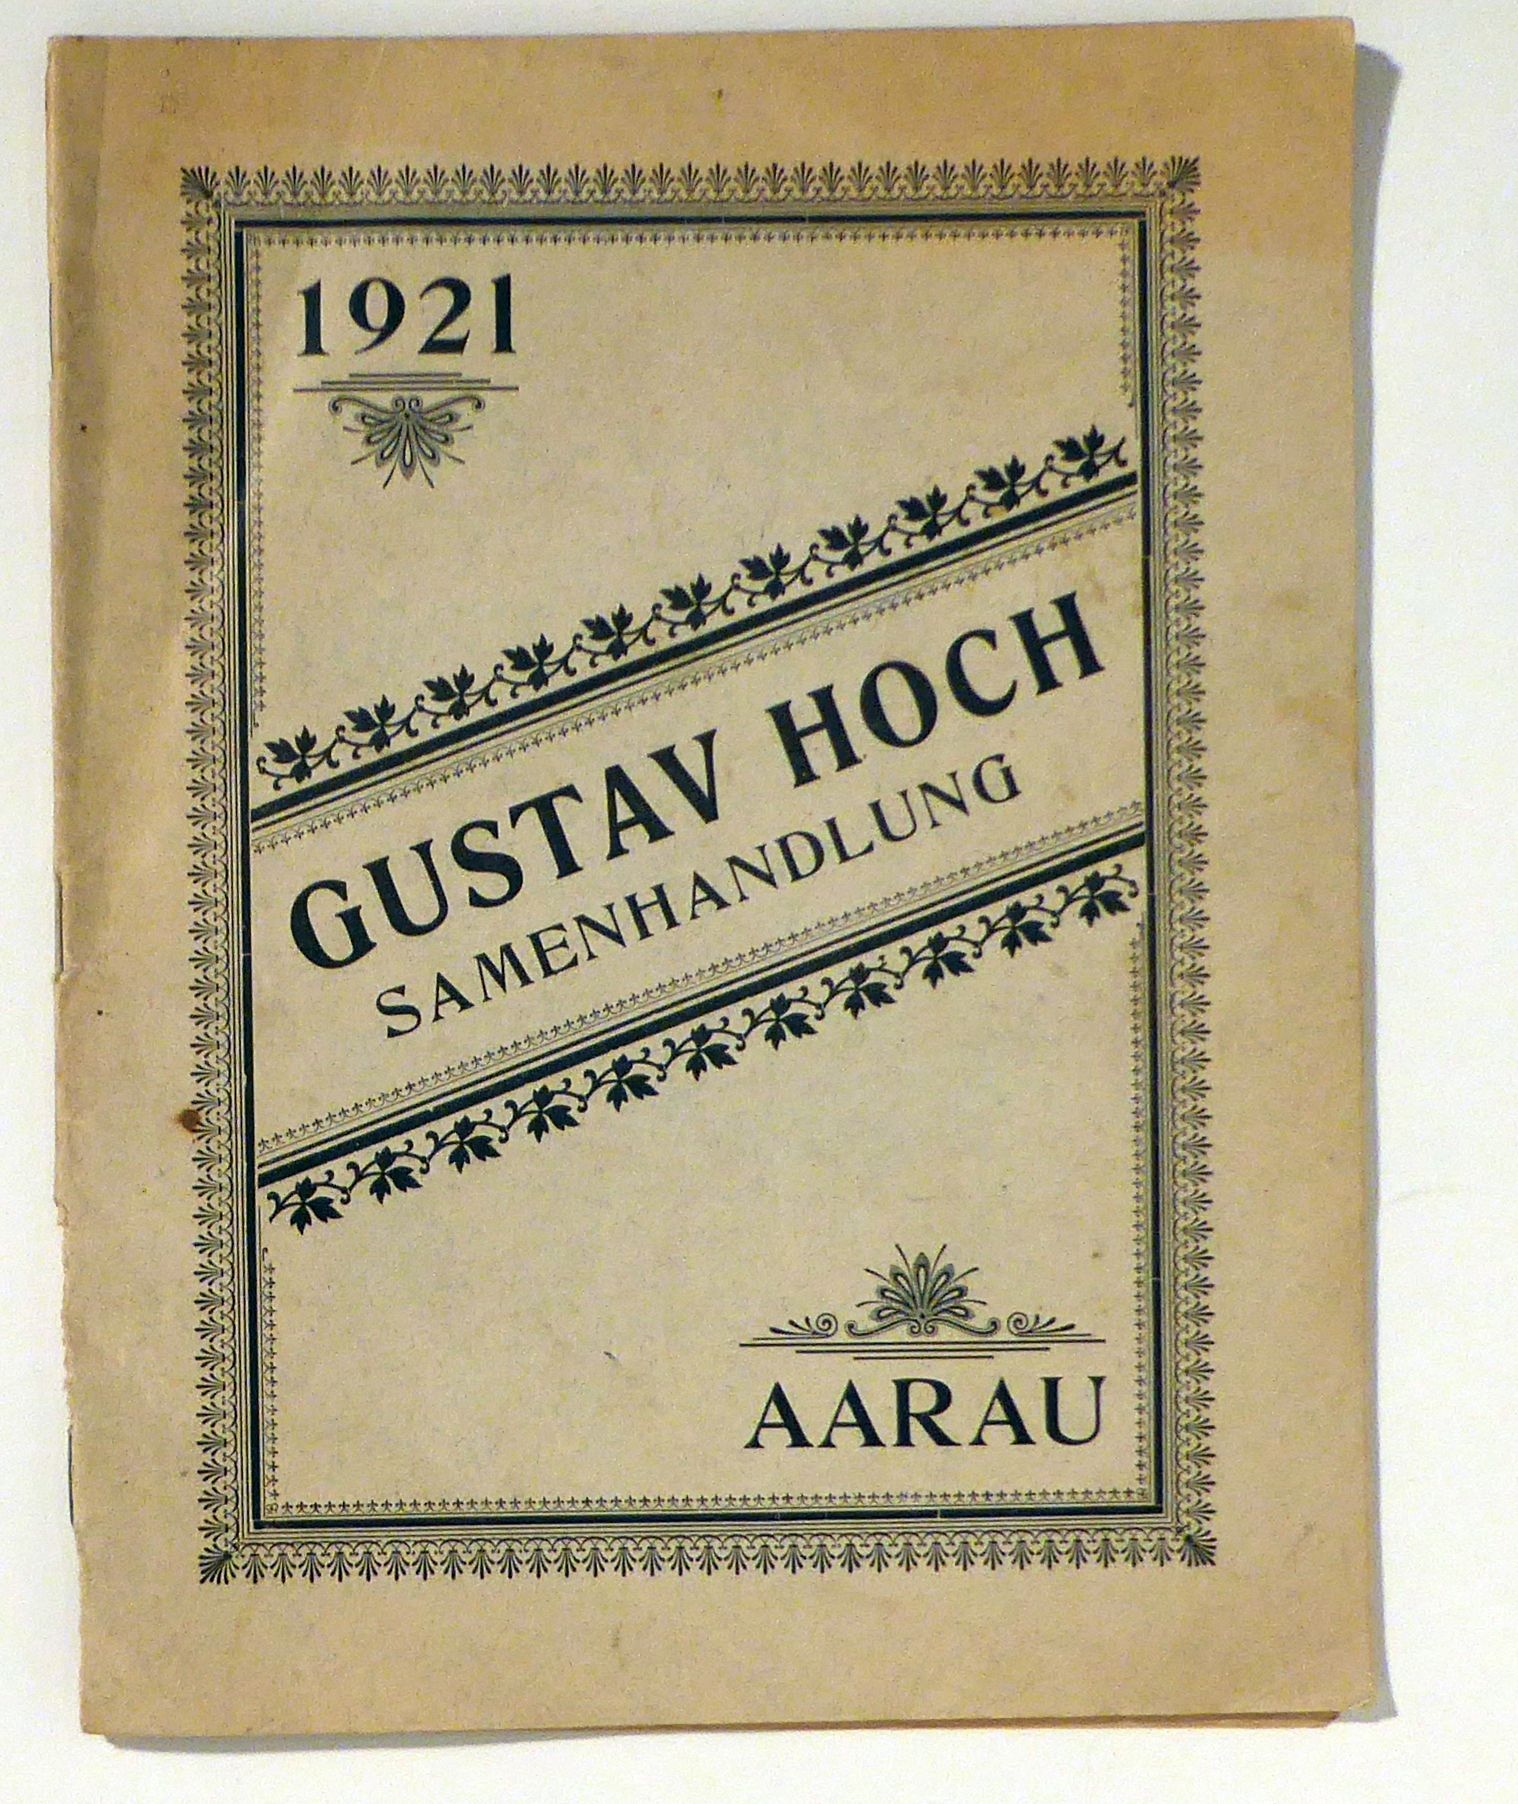 1921
GUSTAV HOCH
SAMENHANDLUNG
AARAU